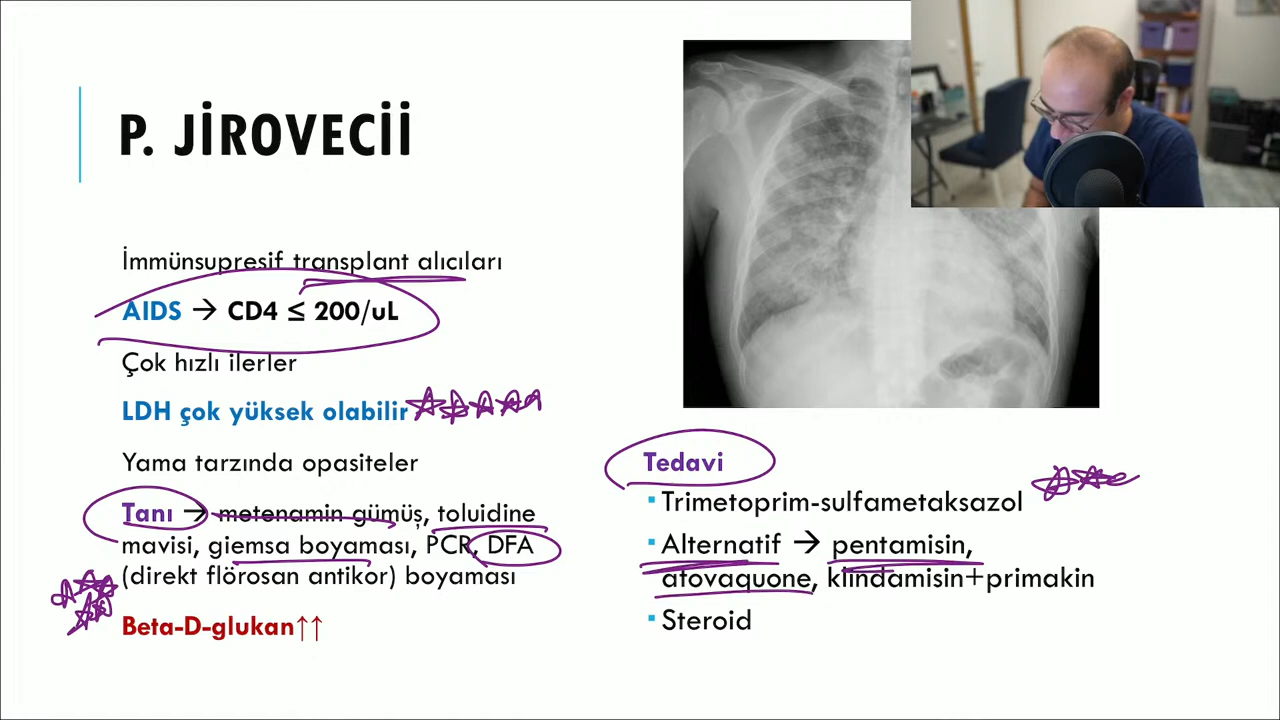 P. JİROVECİİ
İmmünsupresif transplant alıcıları
AIDS → CD4 ≤ 200/uL
Çok hızlı ilerler
LDH çok yüksek olabilir
Yama tarzında opasiteler
Tanı → metenamin gümüş, toluidine
mavisi, giemsa boyaması, PCR, DFA
(direkt flörosan antikor) boyaması
Beta-D-glukan↑↑
Tedavi
▪ Trimetoprim-sulfametaksazol
▪ Alternatif → pentamisin,
atovaquone, klindamisin+primakin
▪ Steroid